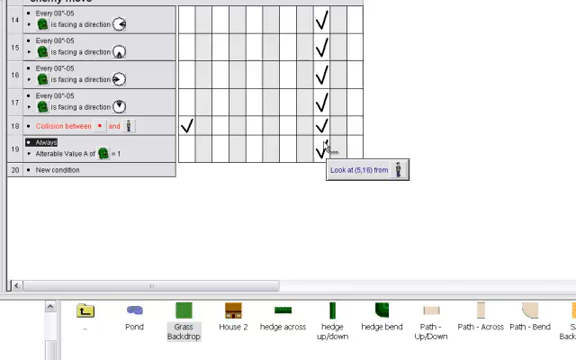 enemy move
14
Every 00"-05
is facing a direction
15
Every 00"-05
is facing a direction
16
Every 00"-05
is facing a direction
17
Every 00"-05
is facing a direction
18
Collision between and
19
Always
Alterable Value A of = 1
Look at (5,16) from
20
New condition
..
Pond
Grass
Backdrop
House 2
hedge across
hedge
up/down
hedge bend
Path -
Up/Down
Path - Across
Path - Bend